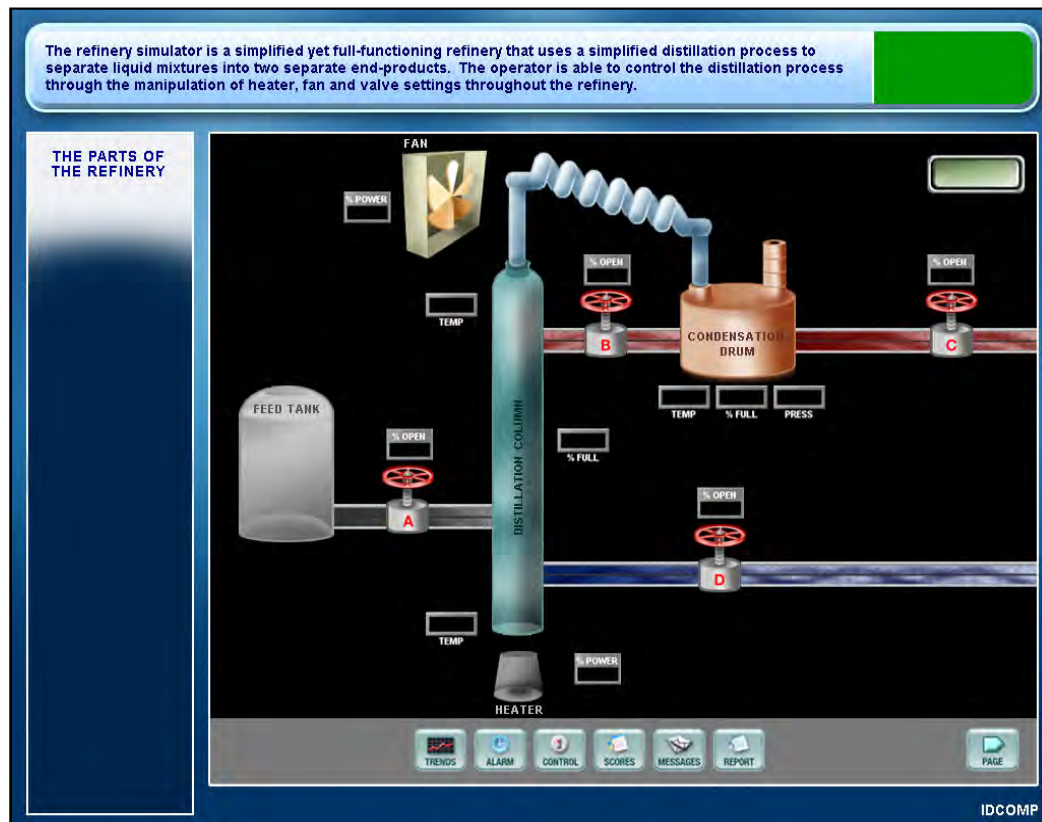 The refinery simulator is a simplified yet full-functioning refinery that uses a simplified distillation process to
separate liquid mixtures into two separate end-products.  The operator is able to control the distillation process
through the manipulation of heater, fan and valve settings throughout the refinery.
THE PARTS OF
THE REFINERY
FAN
% POWER
% OPEN
% OPEN
TEMP
B
CONDENSATION
DRUM
C
TEMP
% FULL
PRESS
FEED TANK
% OPEN
% FULL
DISTILLATION COLUMN
A
% OPEN
D
TEMP
% POWER
HEATER
TRENDS
ALARM
CONTROL
SCORES
MESSAGES
REPORT
PAGE
IDCOMP